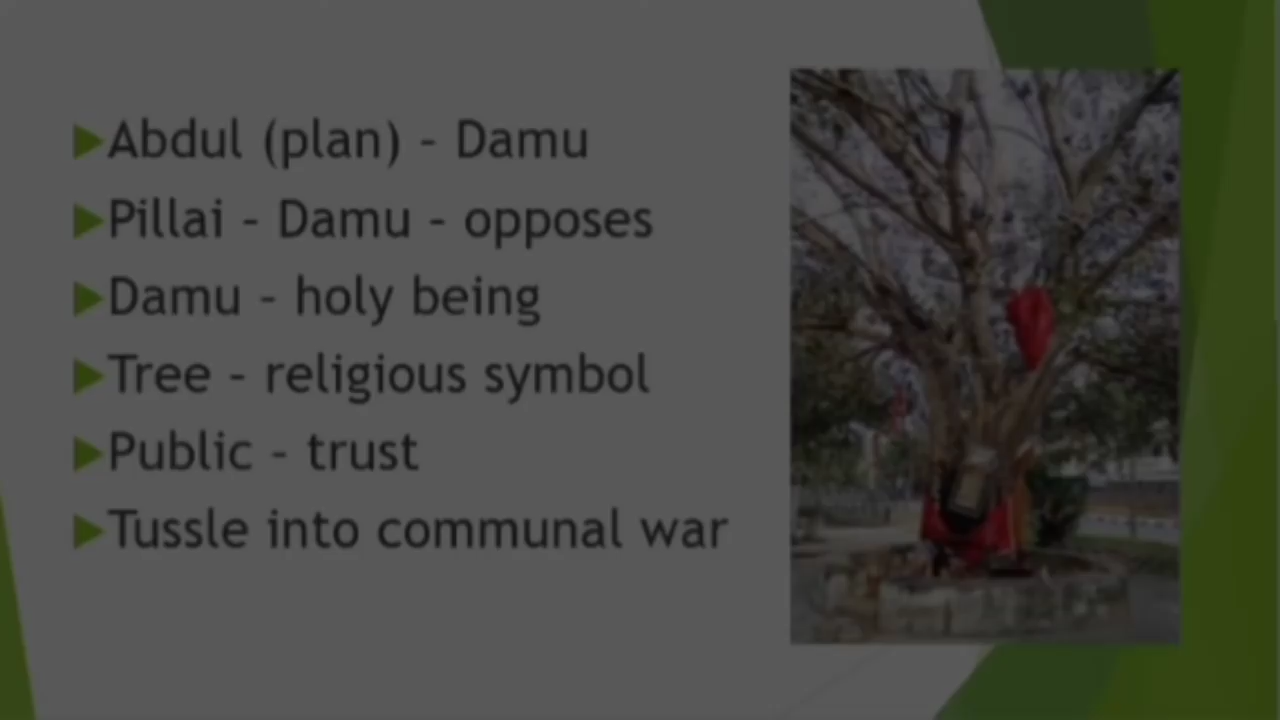 Abdul (plan) – Damu
Pillai – Damu – opposes
Damu – holy being
Tree – religious symbol
Public – trust
Tussle into communal war